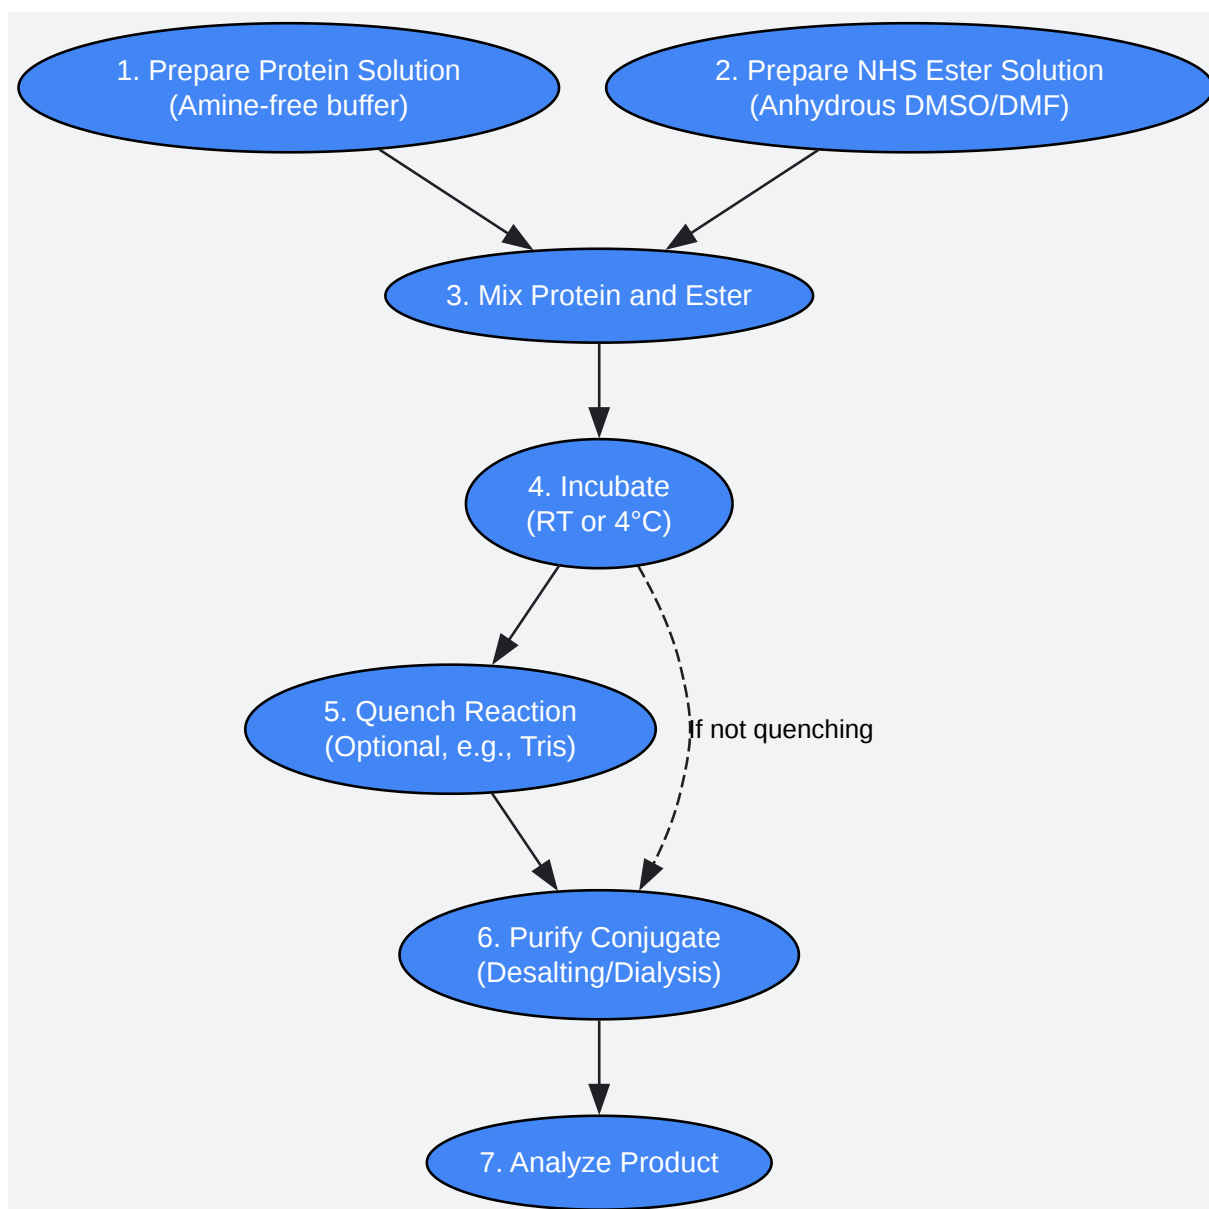 1. Prepare Protein Solution
(Amine-free buffer)
2. Prepare NHS Ester Solution
(Anhydrous DMSO/DMF)
3. Mix Protein and Ester
4. Incubate
(RT or 4°C)
5. Quench Reaction
(Optional, e.g., Tris)
If not quenching
6. Purify Conjugate
(Desalting/Dialysis)
7. Analyze Product